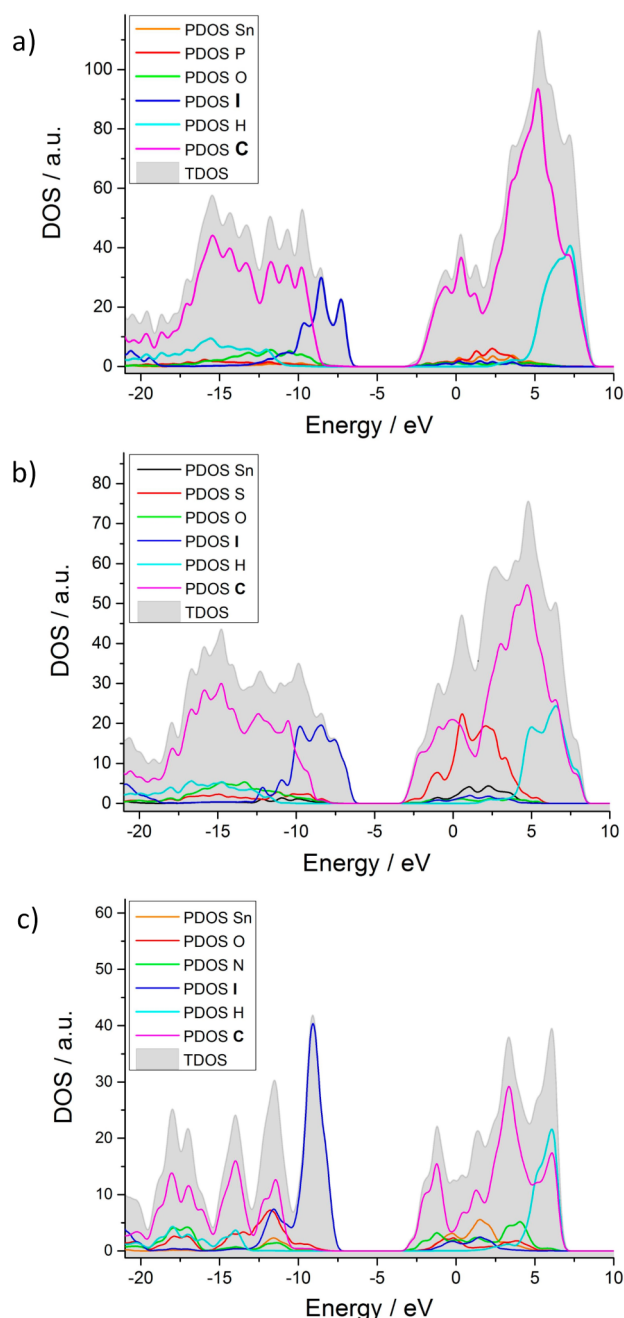 a)
PDOS Sn
PDOS P
PDOS O
PDOS I
PDOS H
PDOS C
TDOS
DOS / a.u.
100
80
60
40
20
0
-20 -15 -10 -5 0 5 10
Energy / eV
b)
PDOS Sn
PDOS S
PDOS O
PDOS I
PDOS H
PDOS C
TDOS
DOS / a.u.
80
70
60
50
40
30
20
10
0
-20 -15 -10 -5 0 5 10
Energy / eV
c)
PDOS Sn
PDOS O
PDOS N
PDOS I
PDOS H
PDOS C
TDOS
DOS / a.u.
60
50
40
30
20
10
0
-20 -15 -10 -5 0 5 10
Energy / eV